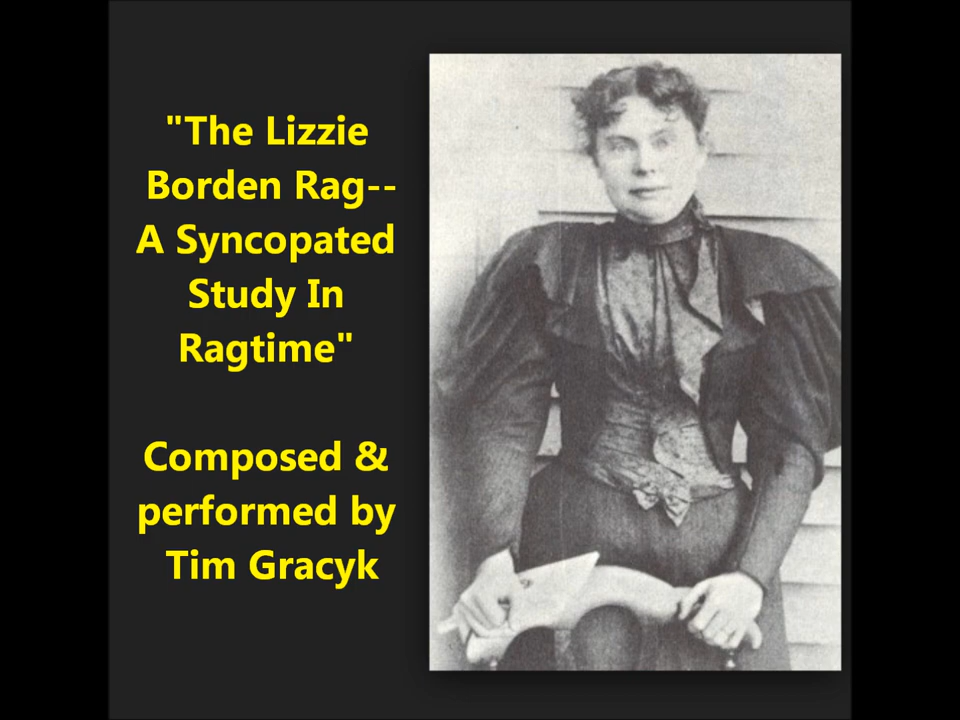 "The Lizzie
Borden Rag--
A Syncopated
Study In
Ragtime"
Composed &
performed by
Tim Gracyk